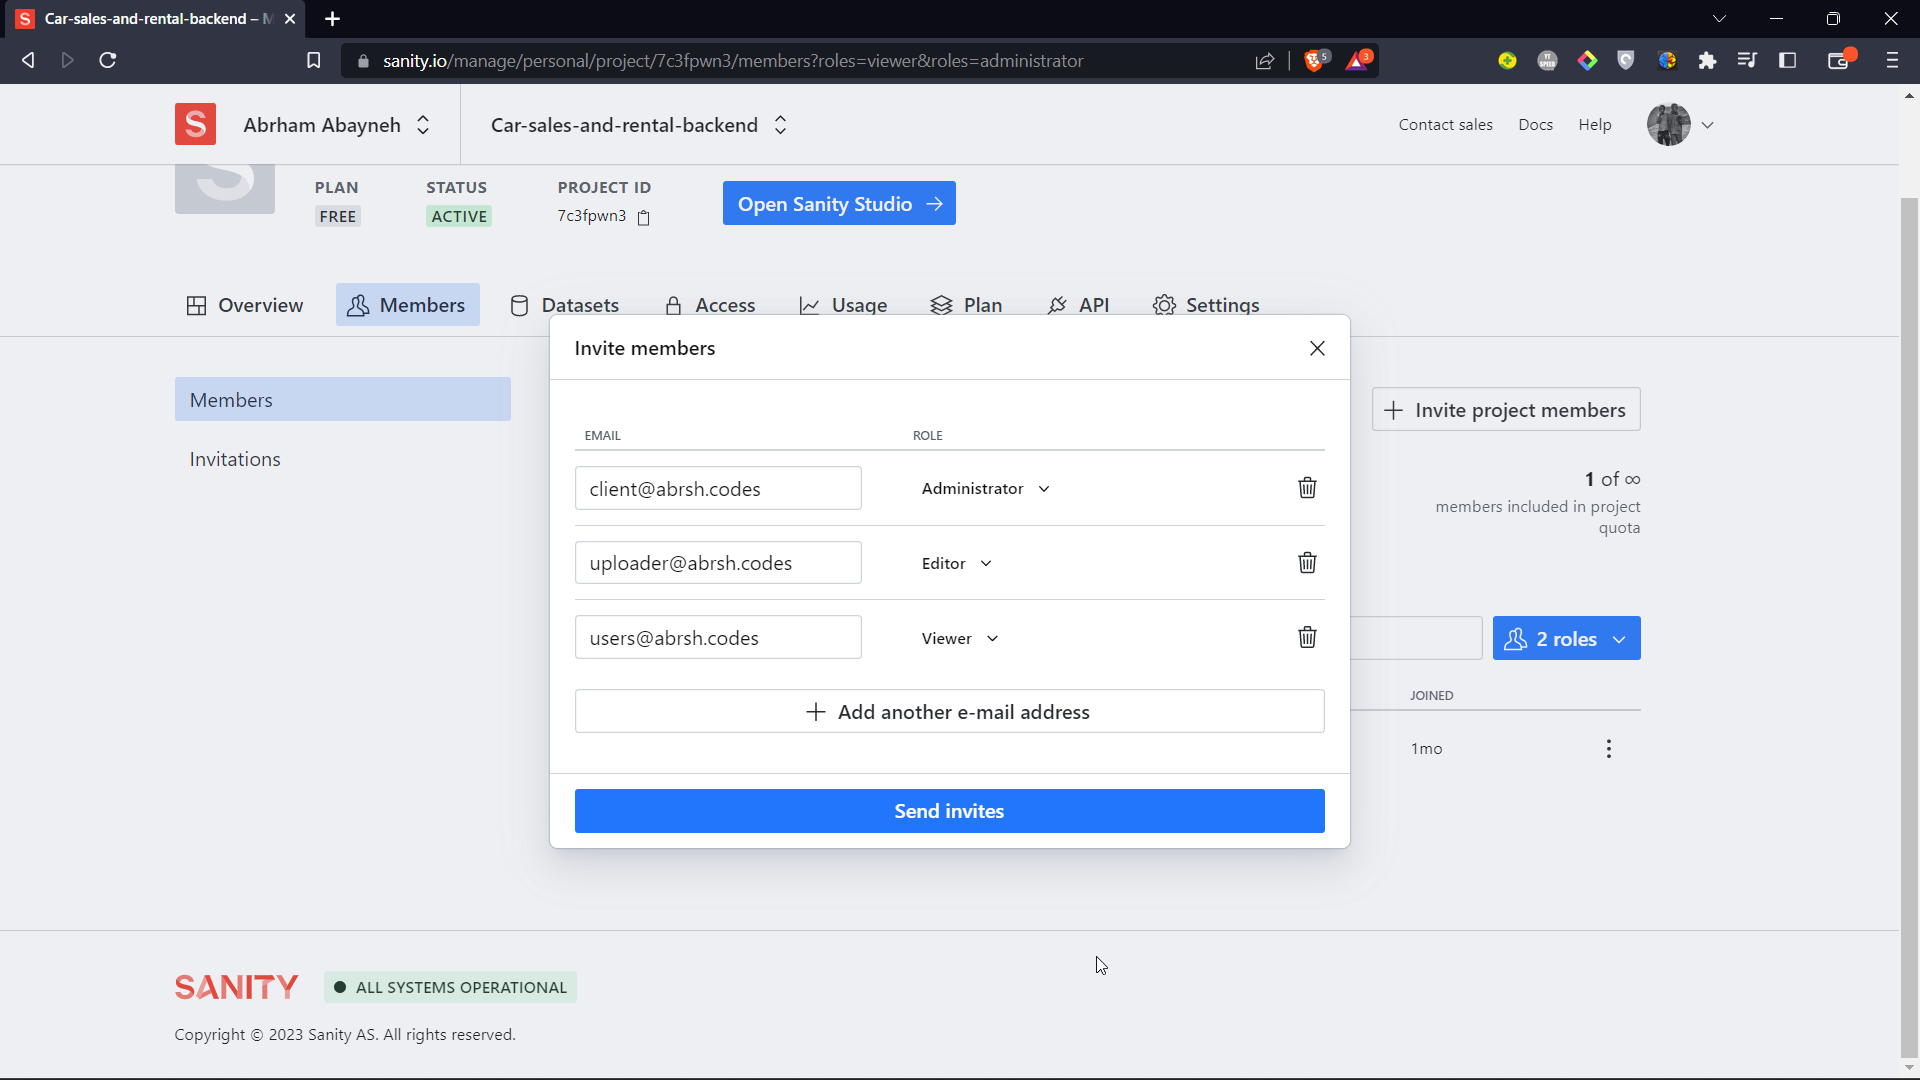 Car-sales-and-rental-backend – M
sanity.io/manage/personal/project/7c3fpwn3/members?roles=viewer&roles=administrator
5
3
YT
SPEED
S
Abrham Abayneh
Car-sales-and-rental-backend
Contact sales
Docs
Help
PLAN
STATUS
PROJECT ID
FREE
ACTIVE
7c3fpwn3
Open Sanity Studio
Overview
Members
Datasets
Access
Usage
Plan
API
Settings
Members
Invitations
Invite members
EMAIL
ROLE
client@abrsh.codes
Administrator
uploader@abrsh.codes
Editor
users@abrsh.codes
Viewer
Add another e-mail address
Send invites
Invite project members
1 of ∞
members included in project
quota
2 roles
JOINED
1mo
SANITY
ALL SYSTEMS OPERATIONAL
Copyright © 2023 Sanity AS. All rights reserved.